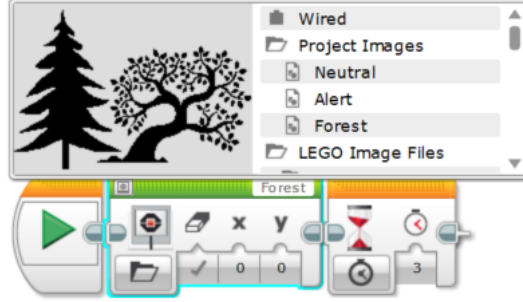 Wired
Project Images
Neutral
Alert
Forest
LEGO Image Files
Forest
x y
0 0 3